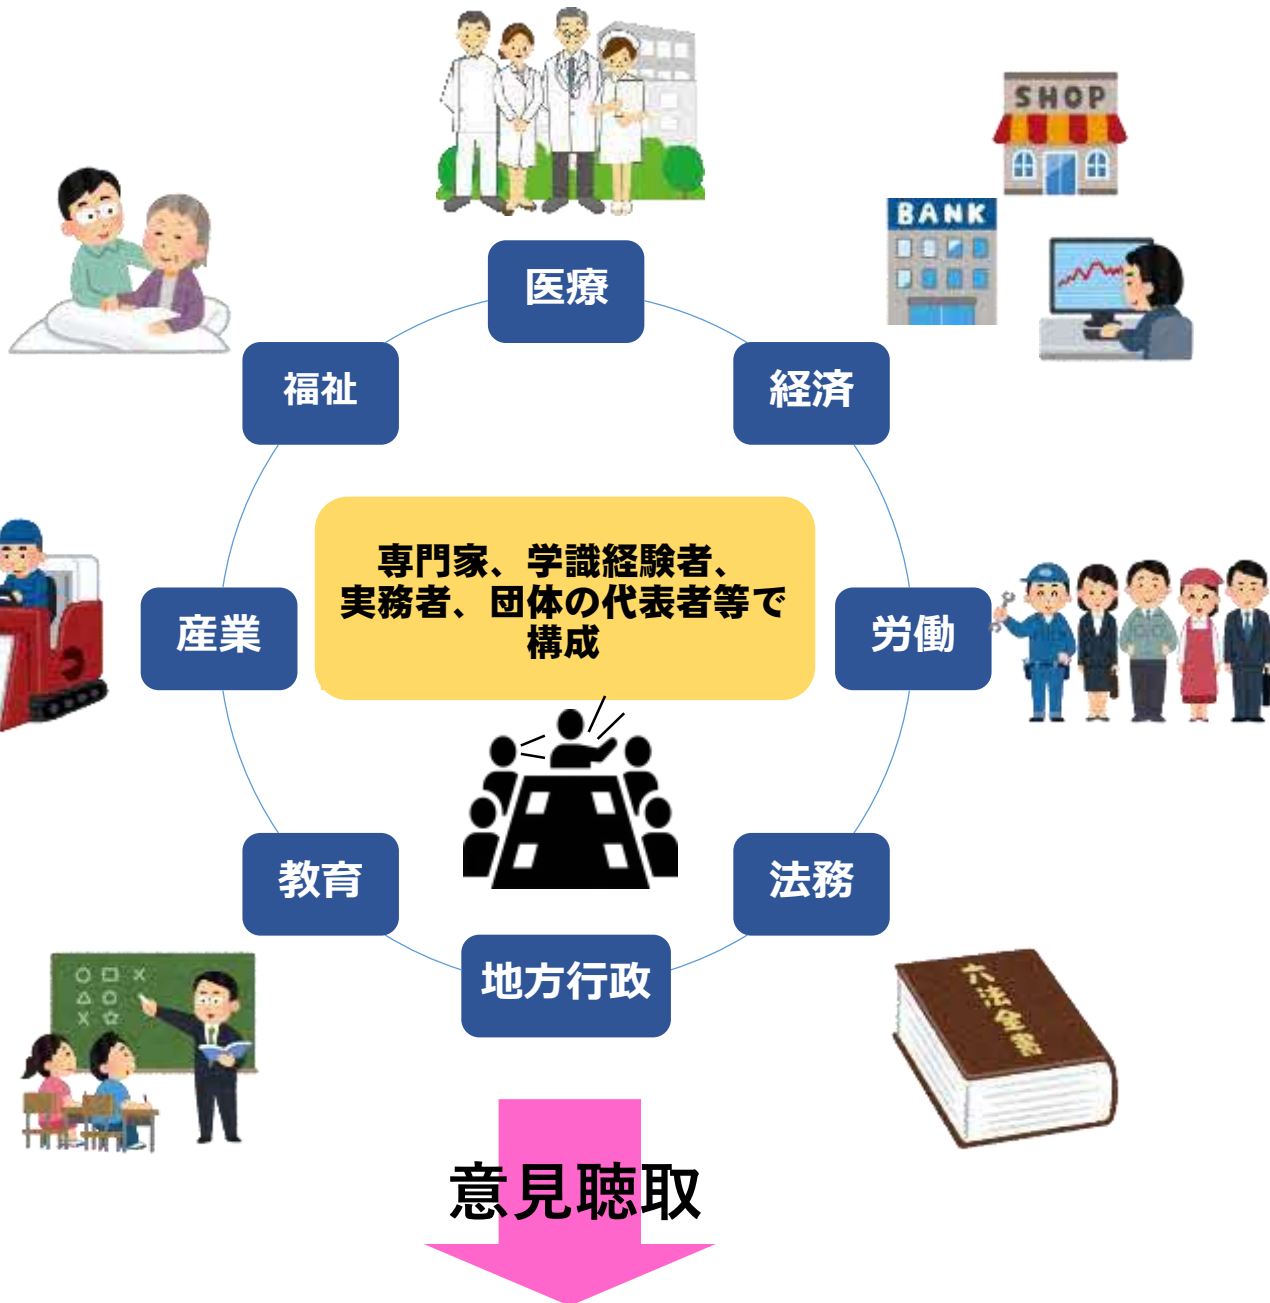 SHOP
BANK
医療
福祉
経済
専門家、学識経験者、
実務者、団体の代表者等で
構成
産業
労働
教育
法務
地方行政
六法全書
意見聴取